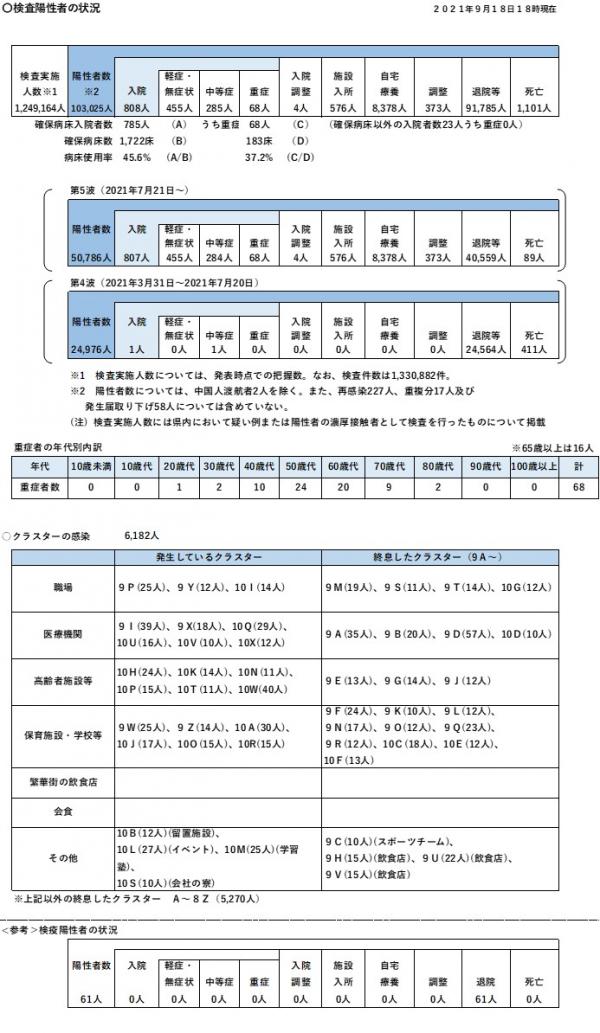 〇検査陽性者の状況
2021年9月18日18時現在
検査実施人数※1 陽性者数※2 入院 軽症・無症状 中等症 重症 入院調整 施設入所 自宅療養 調整 退院等 死亡
1,249,164人 103,025人 808人 455人 285人 68人 4人 576人 8,378人 373人 91,785人 1,101人
確保病床入院者数 785人 (A) うち重症 68人 (C) (確保病床以外の入院者数23人うち重症0人)
確保病床数 1,722床 (B) 183床 (D)
病床使用率 45.6% (A/B) 37.2% (C/D)
第5波(2021年7月21日~)
陽性者数 入院 軽症・無症状 中等症 重症 入院調整 施設入所 自宅療養 調整 退院等 死亡
50,786人 807人 455人 284人 68人 4人 576人 8,378人 373人 40,559人 89人
第4波(2021年3月31日~2021年7月20日)
陽性者数 入院 軽症・無症状 中等症 重症 入院調整 施設入所 自宅療養 調整 退院等 死亡
24,976人 1人 0人 1人 0人 0人 0人 0人 0人 24,564人 411人
※1 検査実施人数については、発表時点での把握数。なお、検査件数は1,330,882件。
※2 陽性者数については、中国人渡航者2人を除く。また、再感染227人、重複分17人及び
発生届取り下げ58人については含めていない。
(注)検査実施人数には県内において疑い例または陽性者の濃厚接触者として検査を行ったものについて掲載
重症者の年代別内訳
※65歳以上は16人
年代 10歳未満 10歳代 20歳代 30歳代 40歳代 50歳代 60歳代 70歳代 80歳代 90歳代 100歳以上 計
重症者数 0 0 1 2 10 24 20 9 2 0 0 68
〇クラスターの感染 6,182人
発生しているクラスター 終息したクラスター(9A~)
職場 9P(25人)、9Y(12人)、10I(14人) 9M(19人)、9S(11人)、9T(14人)、10G(12人)
医療機関
9I(39人)、9X(18人)、10Q(29人)、
10U(16人)、10V(10人)、10X(12人)
9A(35人)、9B(20人)、9D(57人)、10D(10人)
高齢者施設等
10H(24人)、10K(14人)、10N(11人)、
10P(15人)、10T(11人)、10W(40人)
9E(13人)、9G(14人)、9J(12人)
保育施設・学校等
9W(25人)、9Z(14人)、10A(30人)、
10J(17人)、10O(15人)、10R(15人)
9F(24人)、9K(10人)、9L(12人)、
9N(17人)、9O(12人)、9Q(23人)、
9R(12人)、10C(18人)、10E(12人)、
10F(13人)
繁華街の飲食店
会食
その他
10B(12人)(留置施設)、
10L(27人)(イベント)、10M(25人)(学習
塾)、
10S(10人)(会社の寮)
9C(10人)(スポーツチーム)、
9H(15人)(飲食店)、9U(22人)(飲食店)、
9V(15人)(飲食店)
※上記以外の終息したクラスター A~8Z(5,270人)
<参考>検疫陽性者の状況
陽性者数 入院 軽症・無症状 中等症 重症 入院調整 施設入所 自宅療養 調整 退院 死亡
61人 0人 0人 0人 0人 0人 0人 0人 0人 61人 0人